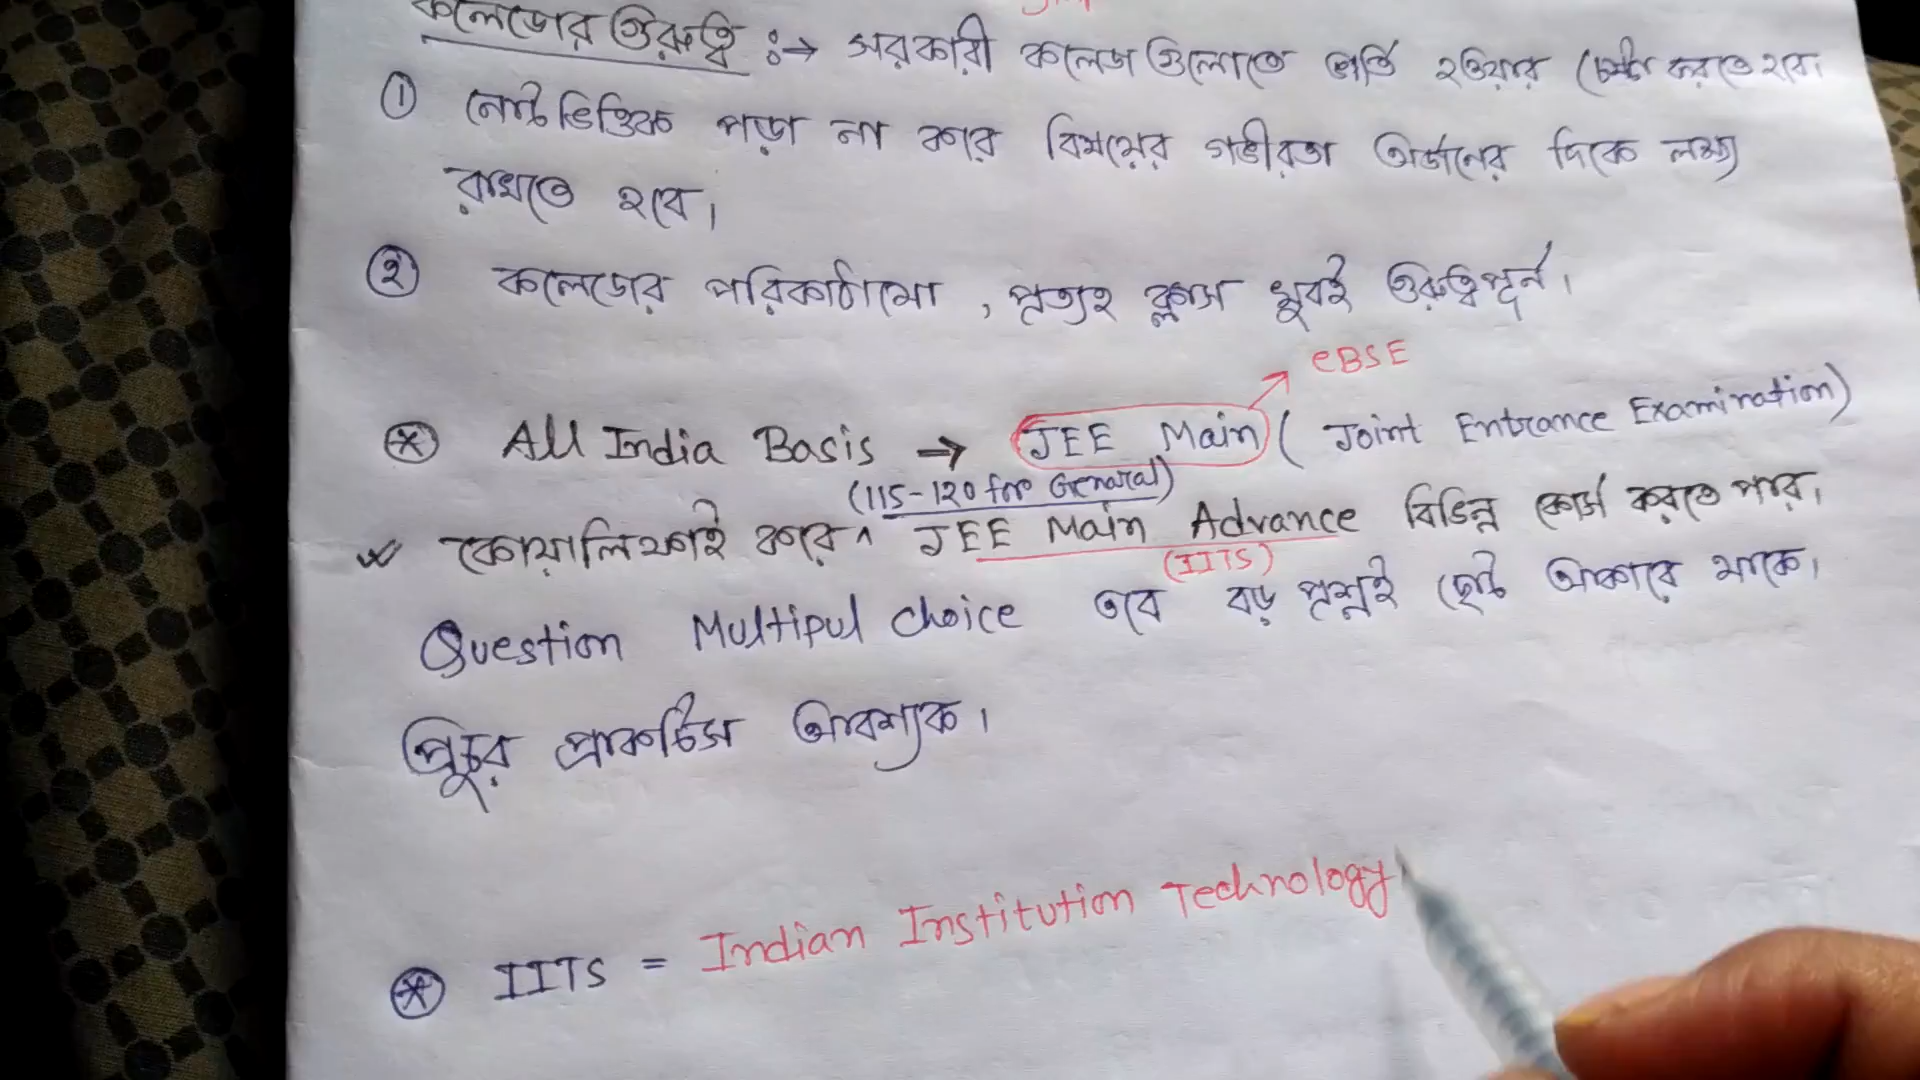 কলেজের গুরুত্ব :→ সরকারী কলেজ গুলোতে ভর্তি হওয়ার চেষ্টা করতে হবে।
① নোট ভিত্তিক পড়া না করে বিষয়ের গভীরতা অর্জনের দিকে লক্ষ্য
রাখতে হবে।
② কলেজের পরিকাঠামো , প্রত্যহ ক্লাস খুবই গুরুত্বিপূর্ন।
eBSE
* All India Basis → JEE Main ( Joint Entrance Examination)
(115-120 for General)
কোয়ালিফাই করে ^ JEE Main Advance বিভিন্ন কোর্স করতে পারে।
(IITS)
Question Multipul choice তবে বড় প্রশ্নই ছোট আকারে থাকে।
প্রচুর প্রাকটিস আবশ্যক।
* IITS = Indian Institution Technology